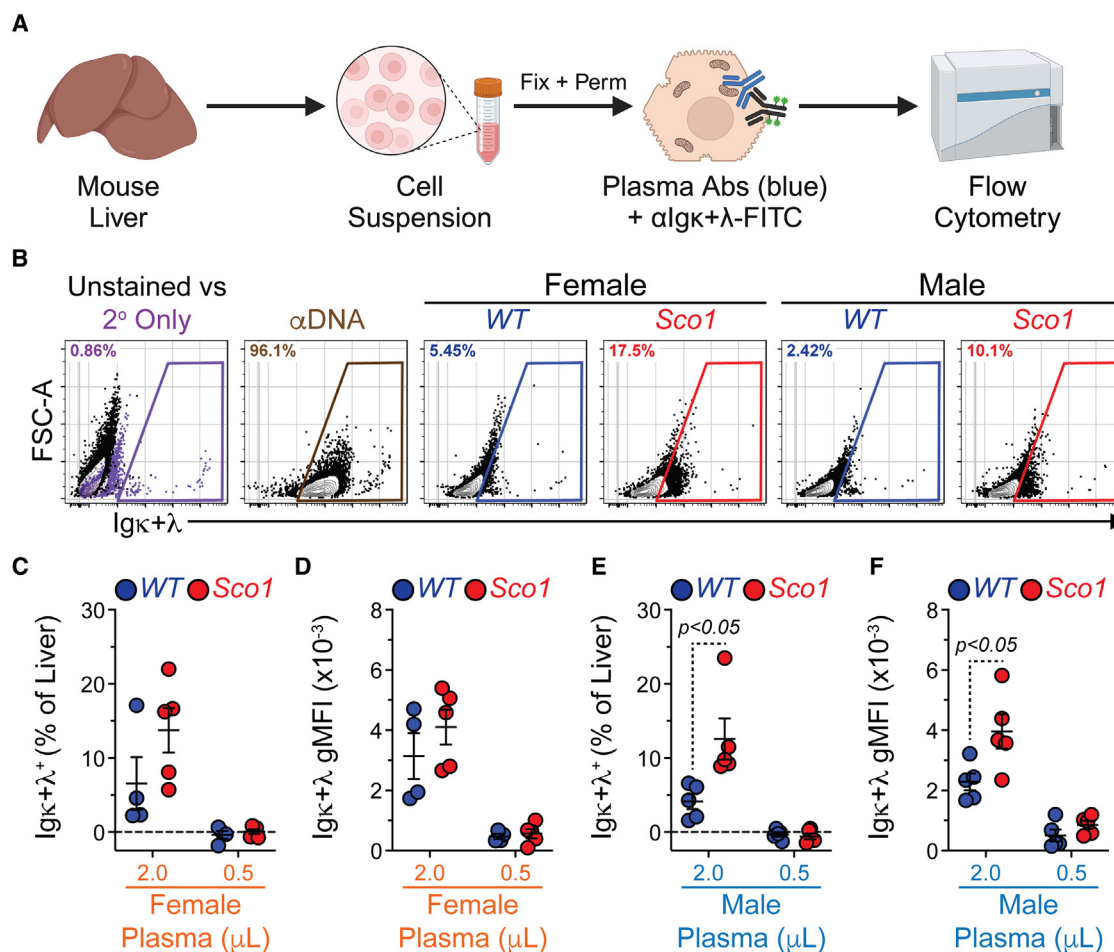 A
Fix + Perm
Mouse
Liver
Cell
Suspension
Plasma Abs (blue)
+ αIgκ+λ-FITC
Flow
Cytometry
B
Unstained vs
2° Only
αDNA
Female
WT
Sco1
Male
WT
Sco1
0.86%
96.1%
5.45%
17.5%
2.42%
10.1%
FSC-A
Igκ+λ
C
WT Sco1
Igκ+λ⁺ (% of Liver)
30
20
10
0
2.0 0.5
Female
Plasma (μL)
D
WT Sco1
Igκ+λ gMFI (x10⁻³)
8
6
4
2
0
2.0 0.5
Female
Plasma (μL)
E
WT Sco1
Igκ+λ⁺ (% of Liver)
30
20
10
0
p<0.05
2.0 0.5
Male
Plasma (μL)
F
WT Sco1
Igκ+λ gMFI (x10⁻³)
8
6
4
2
0
p<0.05
2.0 0.5
Male
Plasma (μL)